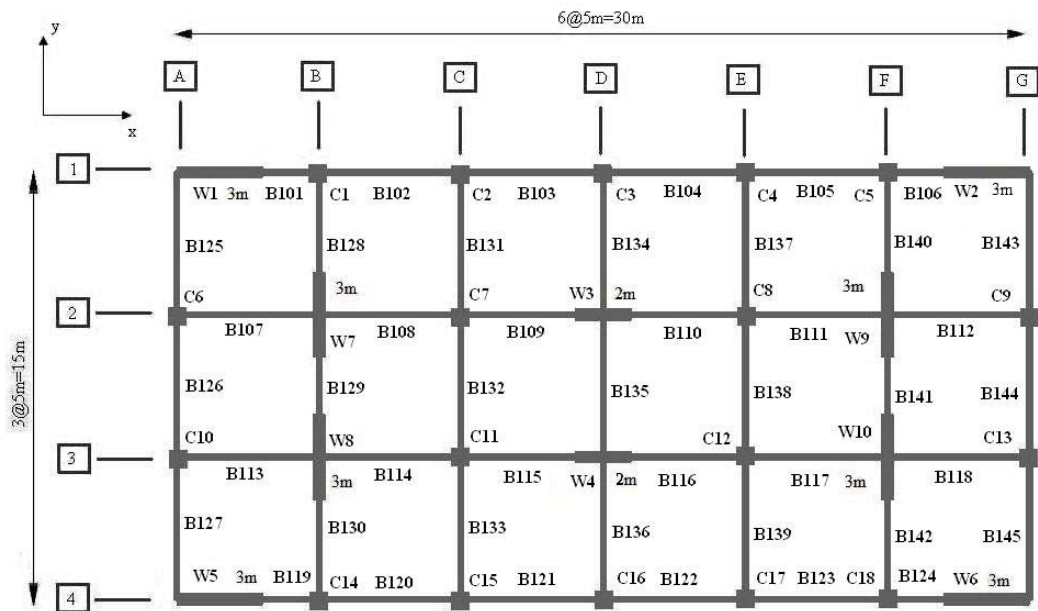 6@5m=30m
y
x
A B C D E F G
1
W1 3m B101 C1 B102 C2 B103 C3 B104 C4 B105 C5 B106 W2 3m
B125 B128 B131 B134 B137 B140 B143
C6 3m C7 W3 2m C8 3m C9
2
B107 W7 B108 B109 B110 B111 W9 B112
3@5m=15m
B126 B129 B132 B135 B138 B141 B144
C10 W8 C11 C12 W10 C13
3
B113 3m B114 B115 W4 2m B116 B117 3m B118
B127 B130 B133 B136 B139 B142 B145
W5 3m B119 C14 B120 C15 B121 C16 B122 C17 B123 C18 B124 W6 3m
4